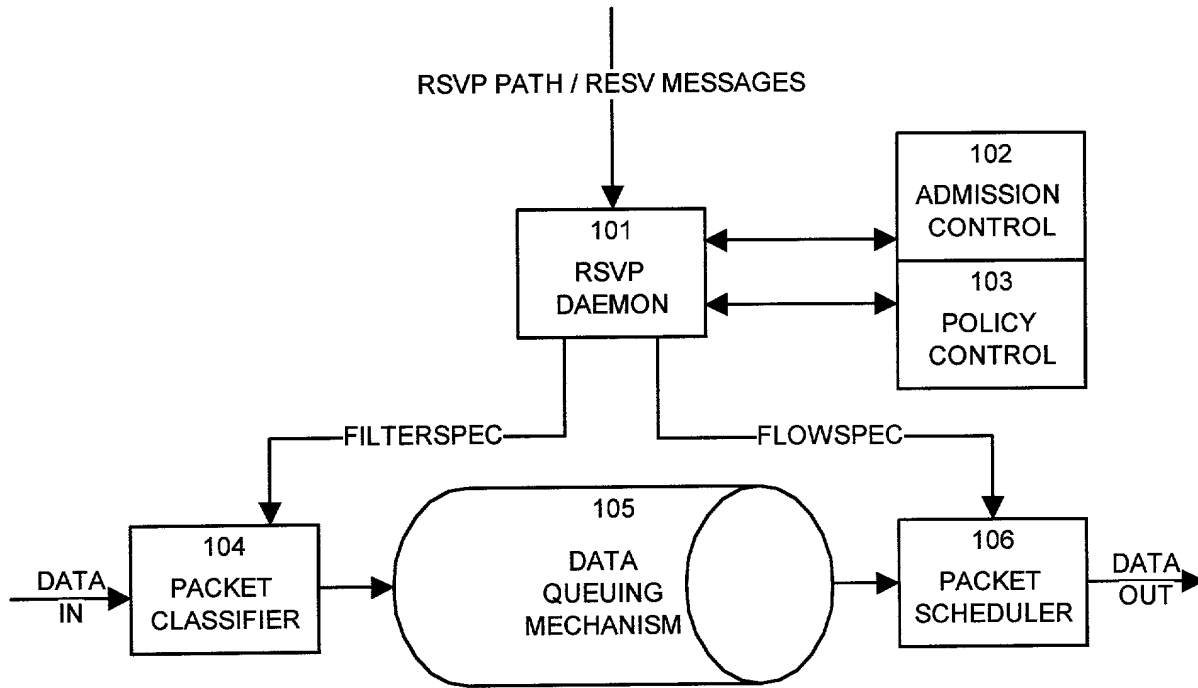 RSVP PATH / RESV MESSAGES
102
ADMISSION
CONTROL
101
RSVP
DAEMON
103
POLICY
CONTROL
FILTERSPEC
FLOWSPEC
105
DATA
QUEUING
MECHANISM
104
PACKET
CLASSIFIER
106
PACKET
SCHEDULER
DATA
IN
DATA
OUT